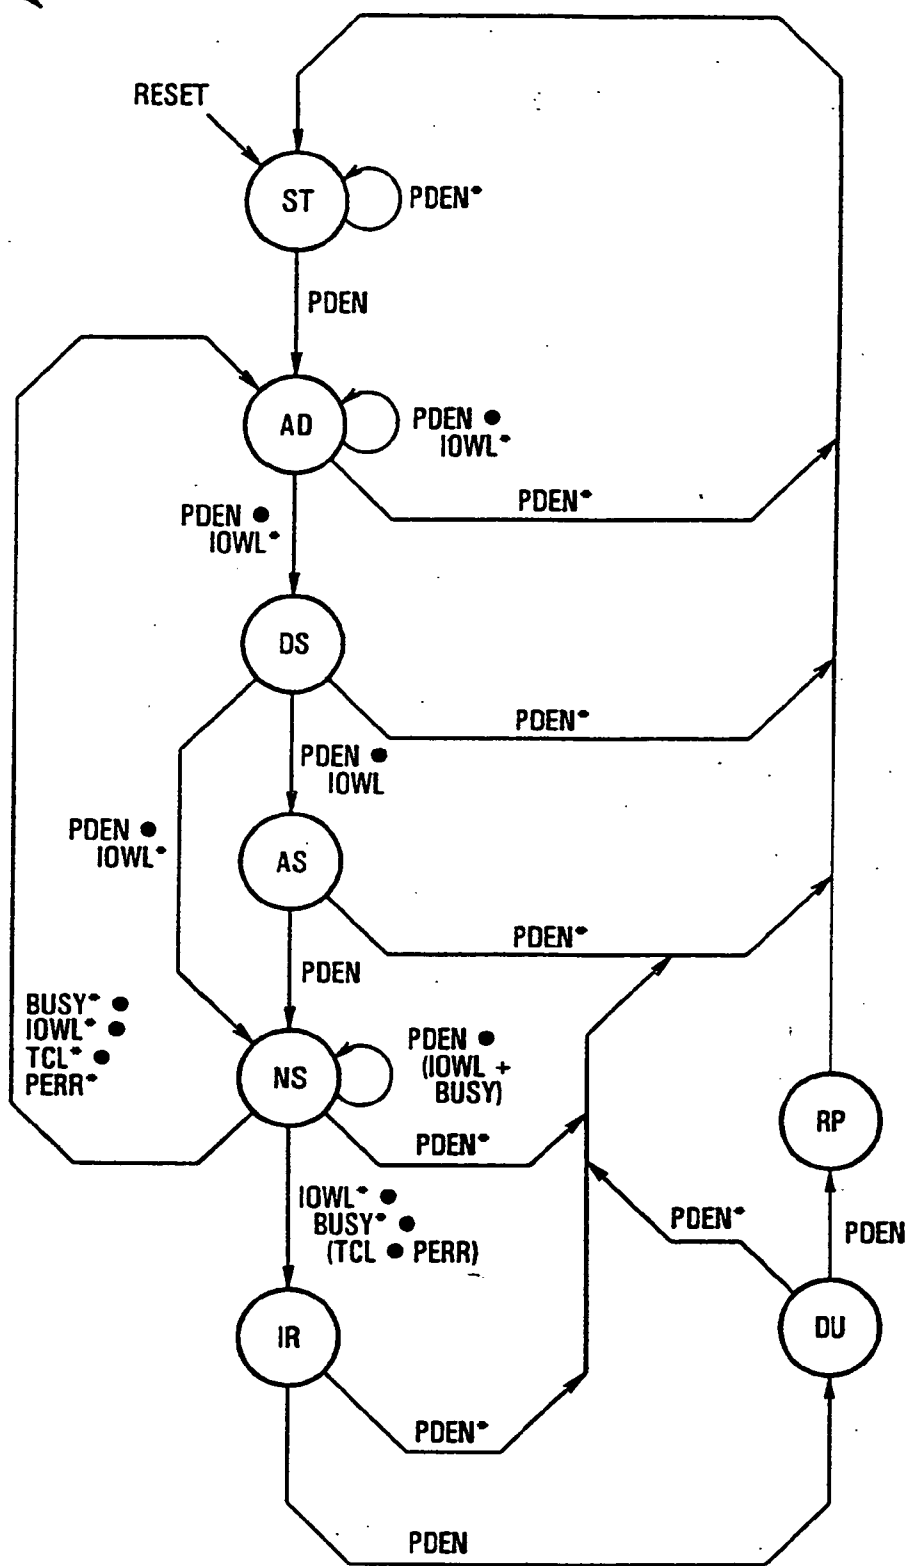 RESET
ST
PDEN*
PDEN
AD
PDEN ●
IOWL*
PDEN*
PDEN ●
IOWL*
DS
PDEN*
PDEN ●
IOWL
PDEN ●
IOWL*
AS
PDEN*
PDEN
BUSY* ●
IOWL* ●
TCL* ●
PERR*
NS
PDEN ●
(IOWL +
BUSY)
PDEN*
RP
IOWL* ●
BUSY* ●
(TCL ● PERR)
PDEN*
PDEN
IR
DU
PDEN*
PDEN